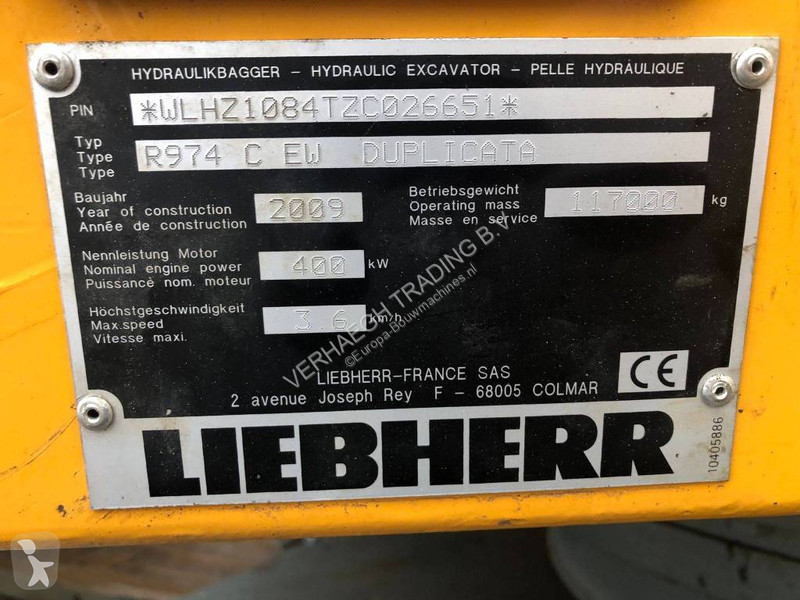 HYDRAULIKBAGGER – HYDRAULIC EXCAVATOR – PELLE HYDRAULIQUE
PIN *WLHZ1084TZC026651*
Typ
Type
Type
R974 C EW DUPLICATA
Baujahr
Year of construction
Année de construction
2009
Betriebsgewicht
Operating mass
Masse en service
117000 kg
Nennleistung Motor
Nominal engine power
Puissance nom. moteur
400 kW
Höchstgeschwindigkeit
Max.speed
Vitesse maxi.
3.6 km/h
VERHAEGH TRADING B.V
©Europa-Bouwmachines.nl
LIEBHERR–FRANCE SAS
2 avenue Joseph Rey F – 68005 COLMAR
CE
LIEBHERR
10405886